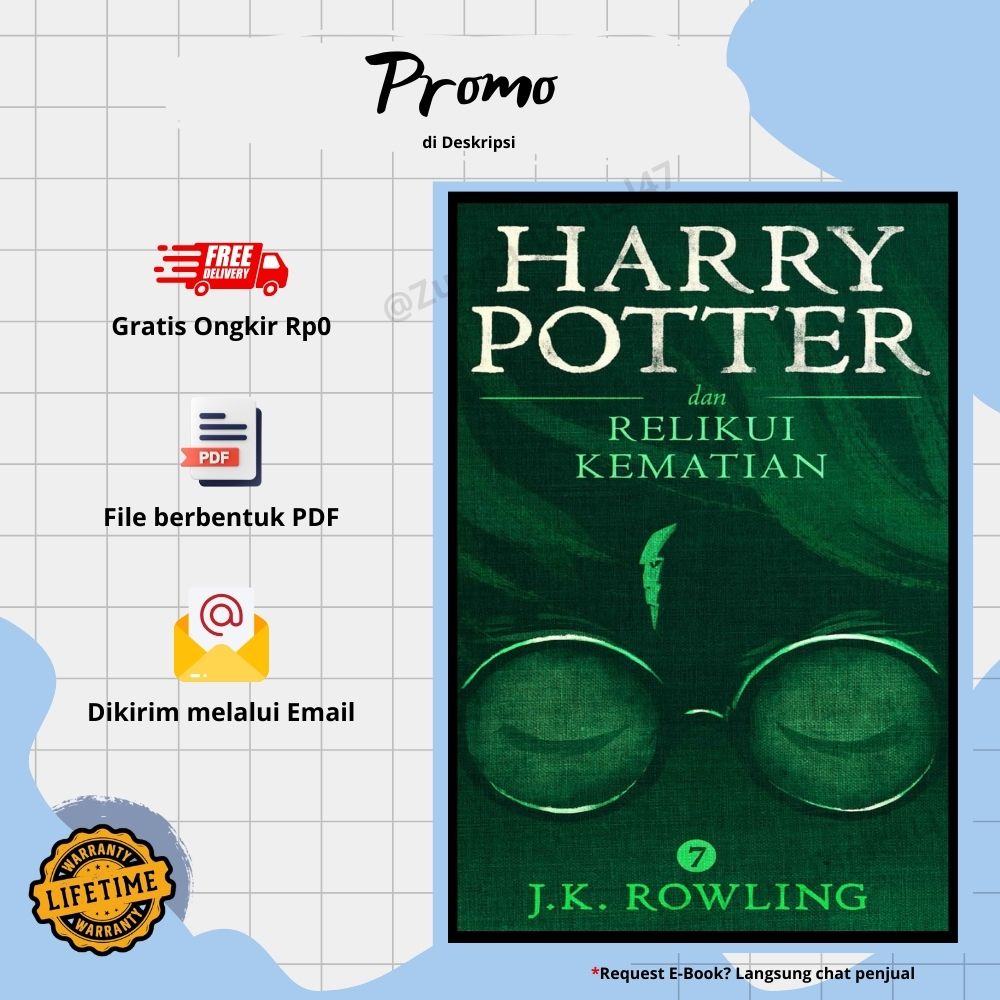 Promo
di Deskripsi
FREE
DELIVERY
Gratis Ongkir Rp0
PDF
File berbentuk PDF
@
Dikirim melalui Email
WARRANTY
LIFETIME
WARRANTY
HARRY
POTTER
dan
RELIKUI
KEMATIAN
7
J.K. ROWLING
*Request E-Book? Langsung chat penjual